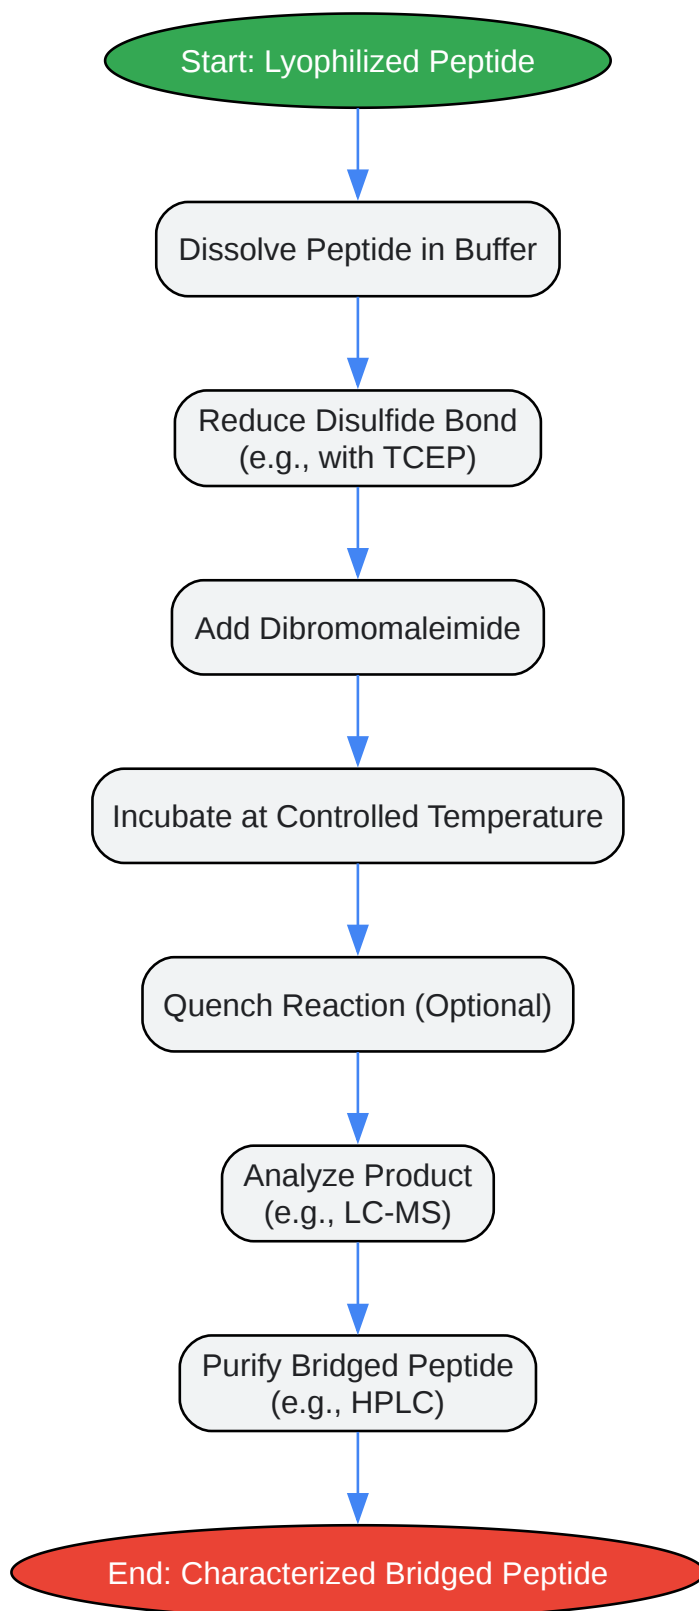 Start: Lyophilized Peptide
Dissolve Peptide in Buffer
Reduce Disulfide Bond
(e.g., with TCEP)
Add Dibromomaleimide
Incubate at Controlled Temperature
Quench Reaction (Optional)
Analyze Product
(e.g., LC-MS)
Purify Bridged Peptide
(e.g., HPLC)
End: Characterized Bridged Peptide